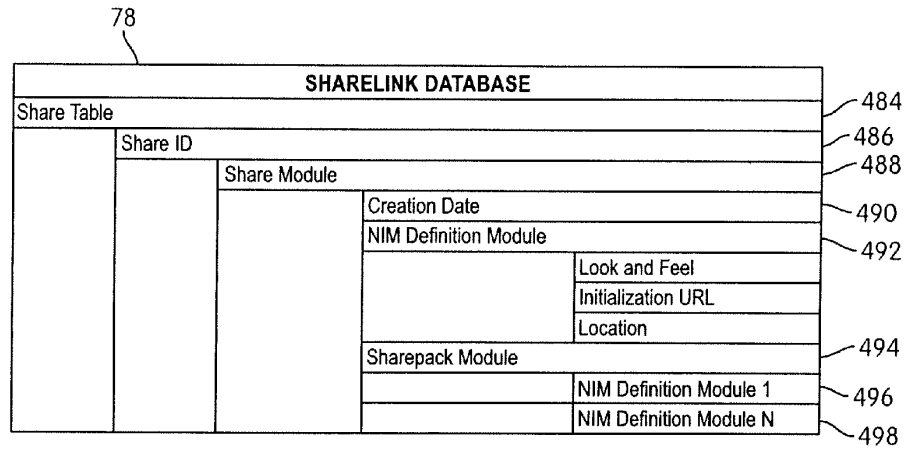 78
SHARELINK DATABASE
Share Table
484
Share ID
486
Share Module
488
Creation Date
490
NIM Definition Module
492
Look and Feel
Initialization URL
Location
Sharepack Module
494
NIM Definition Module 1
496
NIM Definition Module N
498